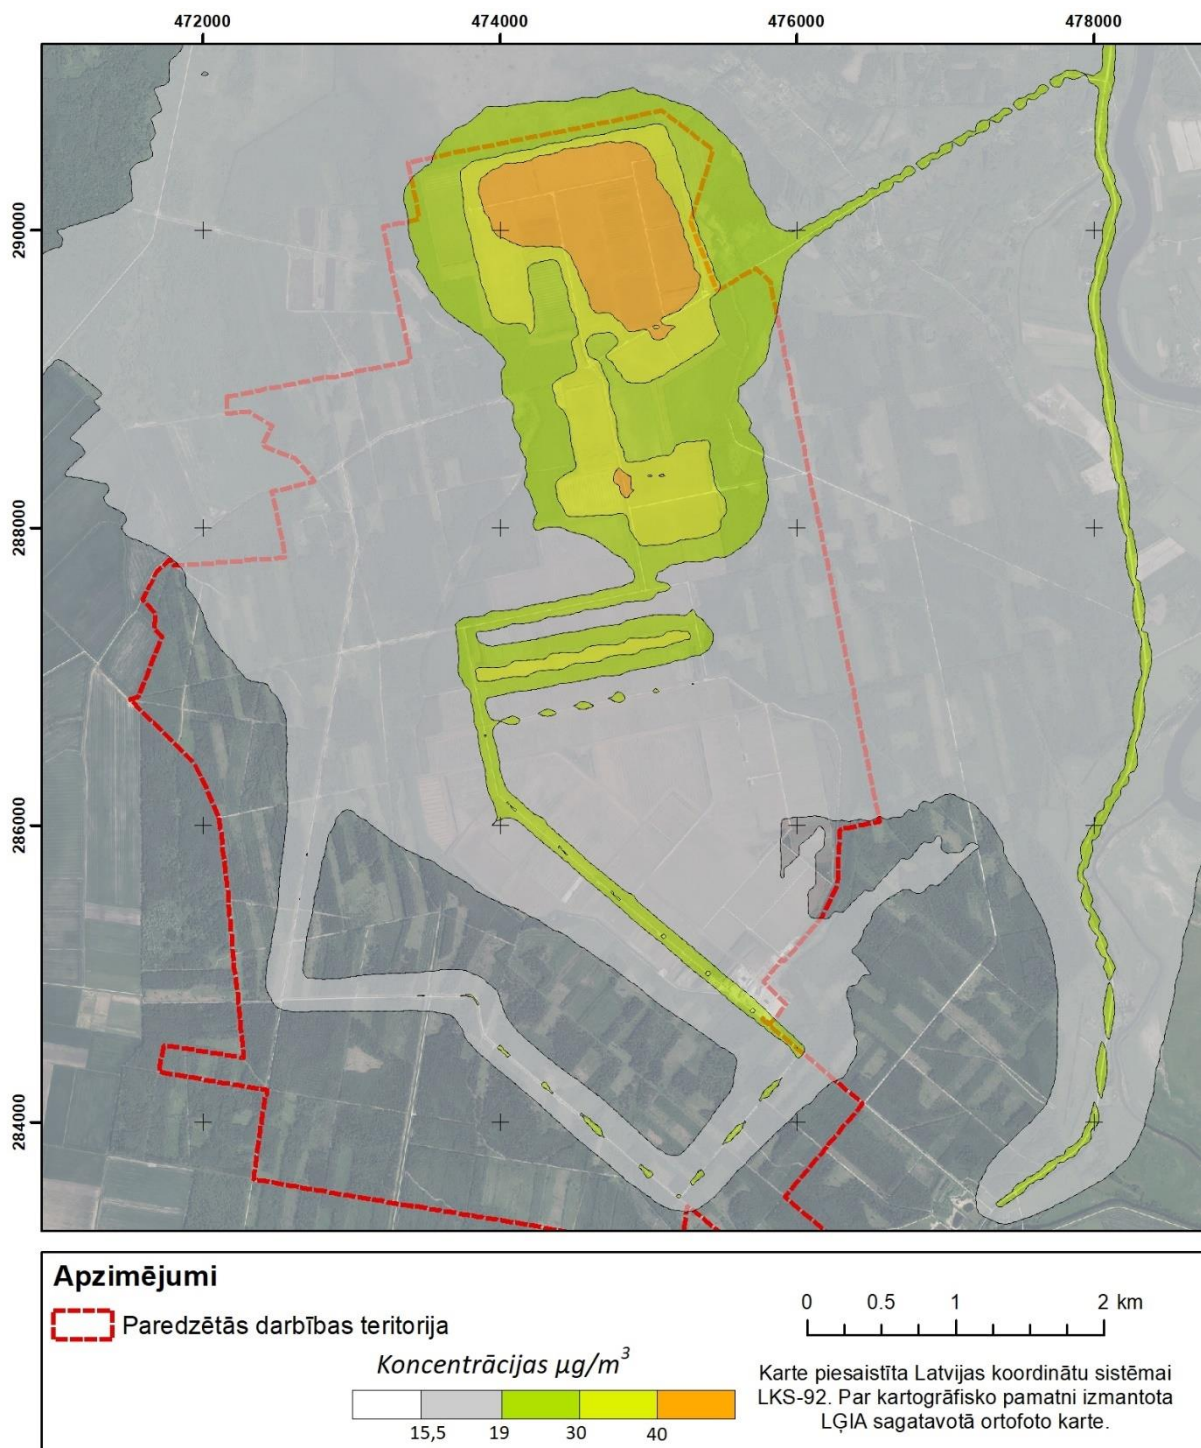 472000 474000 476000 478000
290000
288000
286000
284000
Apzīmējumi
Paredzētās darbības teritorija
Koncentrācijas µg/m³
15,5 19 30 40
0 0.5 1 2 km
Karte piesaistīta Latvijas koordinātu sistēmai
LKS-92. Par kartogrāfisko pamatni izmantota
LĢIA sagatavotā ortofoto karte.